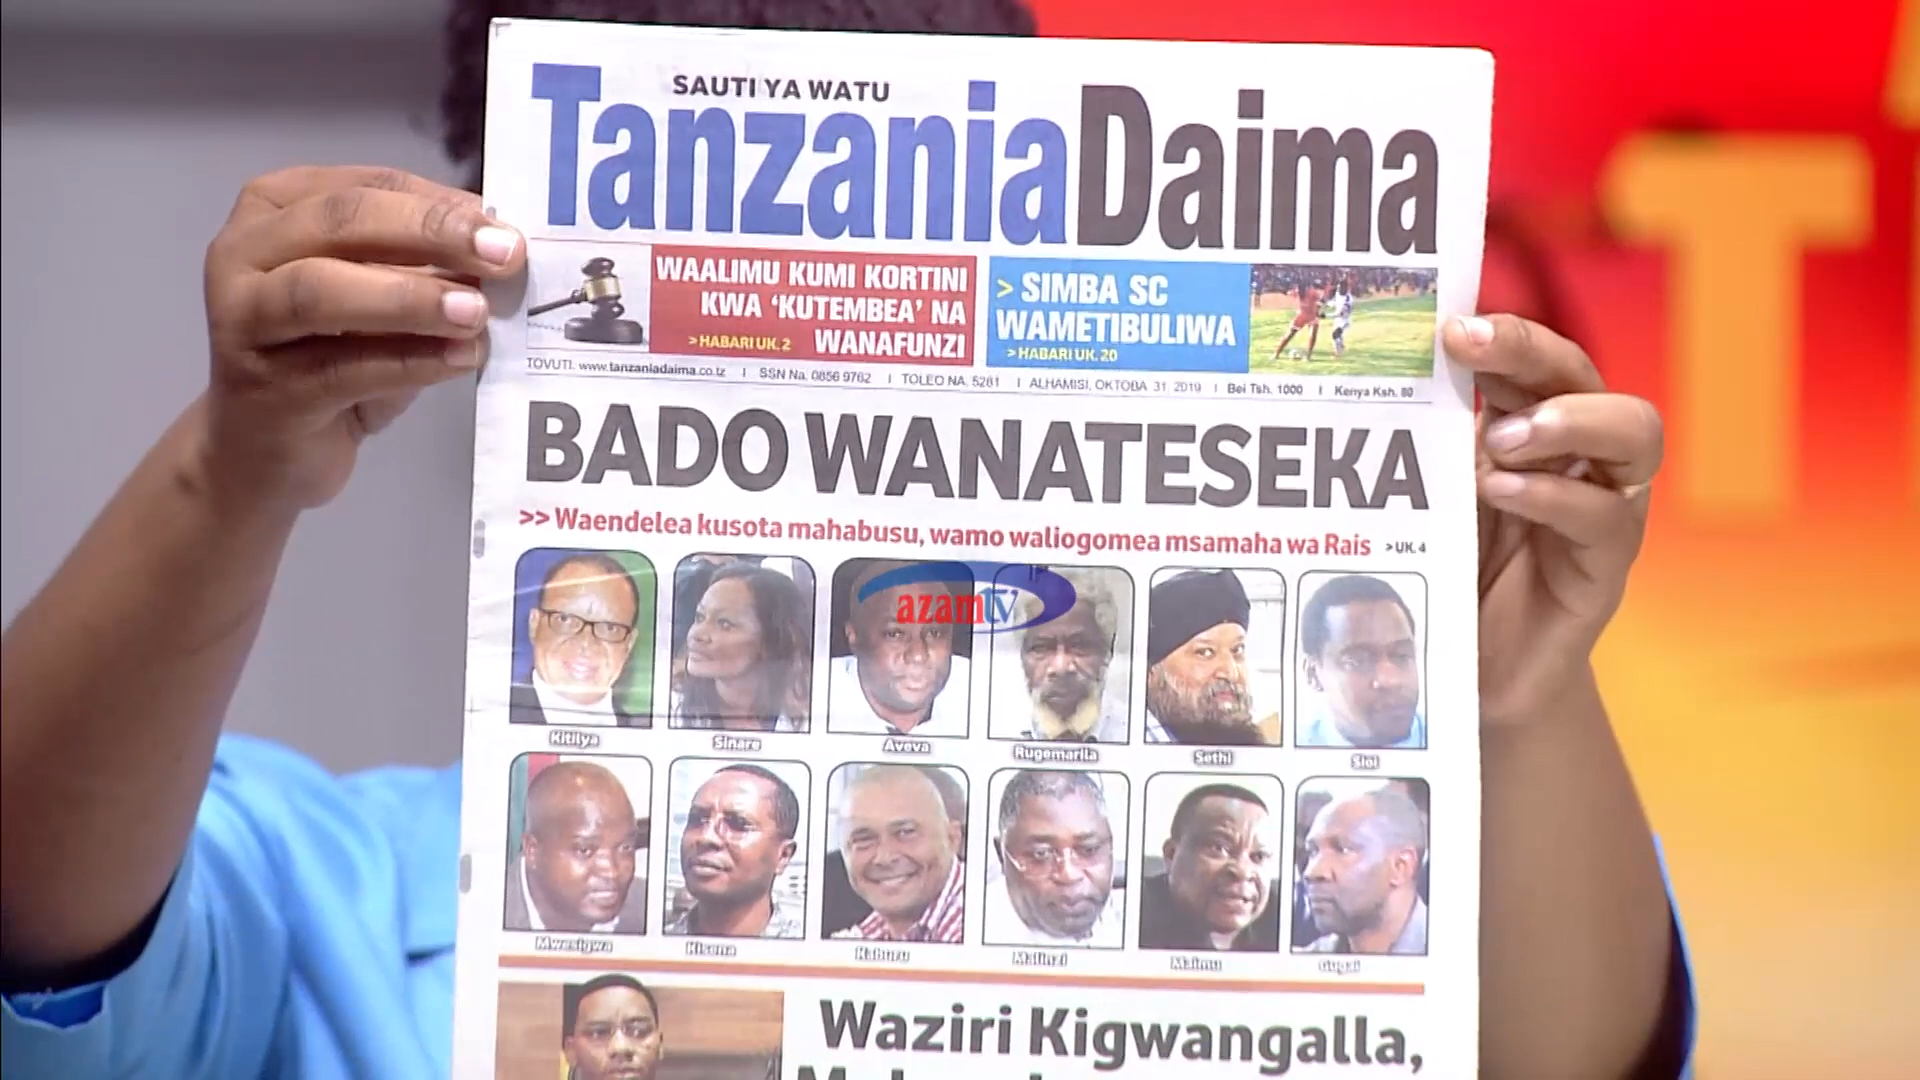 SAUTI YA WATU
TanzaniaDaima
WAALIMU KUMI KORTINI
KWA ‘KUTEMBEA’ NA
WANAFUNZI
>HABARI UK. 2
> SIMBA SC
WAMETIBULIWA
>HABARI UK. 20
TOVUTI. www.tanzaniadaima.co.tz | SSN Na. 0856 9762 | TOLEO NA. 5261 | ALHAMISI, OKTOBA 31, 2019 | Bei Tsh. 1000 | Kenya Ksh. 80
BADO WANATESEKA
>> Waendelea kusota mahabusu, wamo waliogomea msamaha wa Rais >UK. 4
azamtv
Kitilya Sinare Aveva Rugemarila Sethi Sioi
Mwesigwa Kisena Kaburu Malinzi Maimu Gugai
Waziri Kigwangalla,